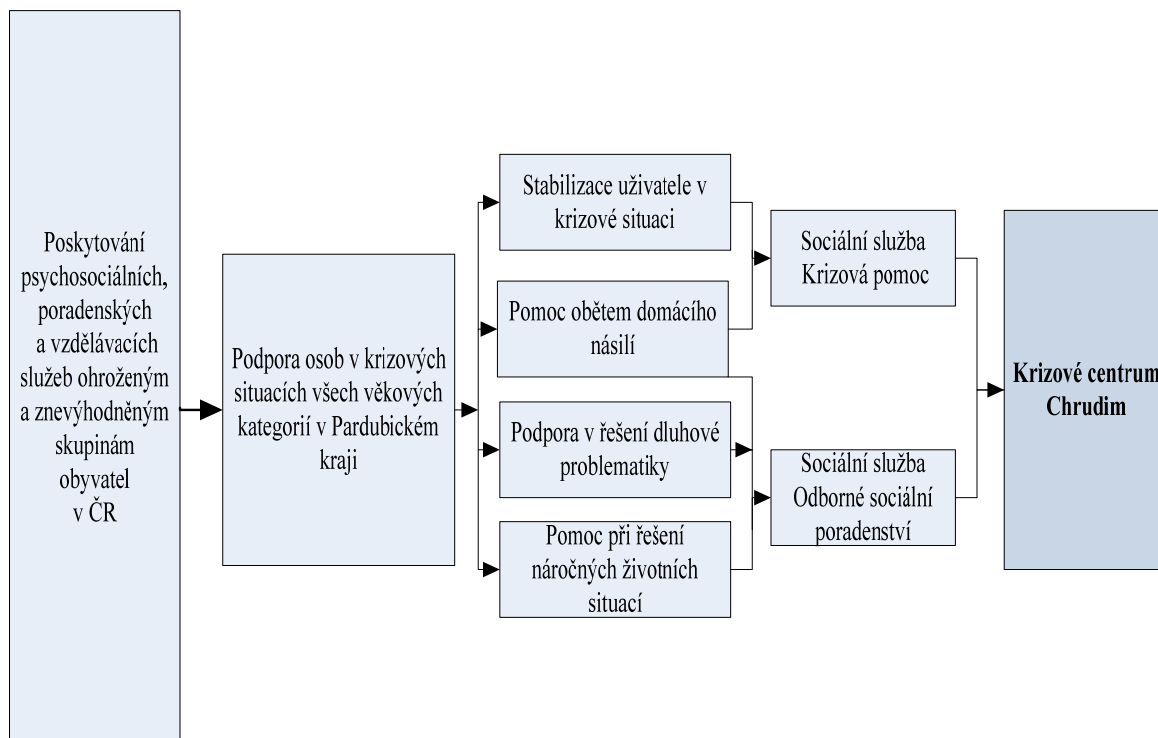 Poskytování
psychosociálních,
poradenských
a vzdělávacích
služeb ohroženým
a znevýhodněným
skupinám
obyvatel
v ČR
Podpora osob v krizových
situacích všech věkových
kategorií v Pardubickém
kraji
Stabilizace uživatele v
krizové situaci
Pomoc obětem domácího
násilí
Podpora v řešení dluhové
problematiky
Pomoc při řešení
náročných životních
situací
Sociální služba
Krizová pomoc
Sociální služba
Odborné sociální
poradenství
Krizové centrum
Chrudim